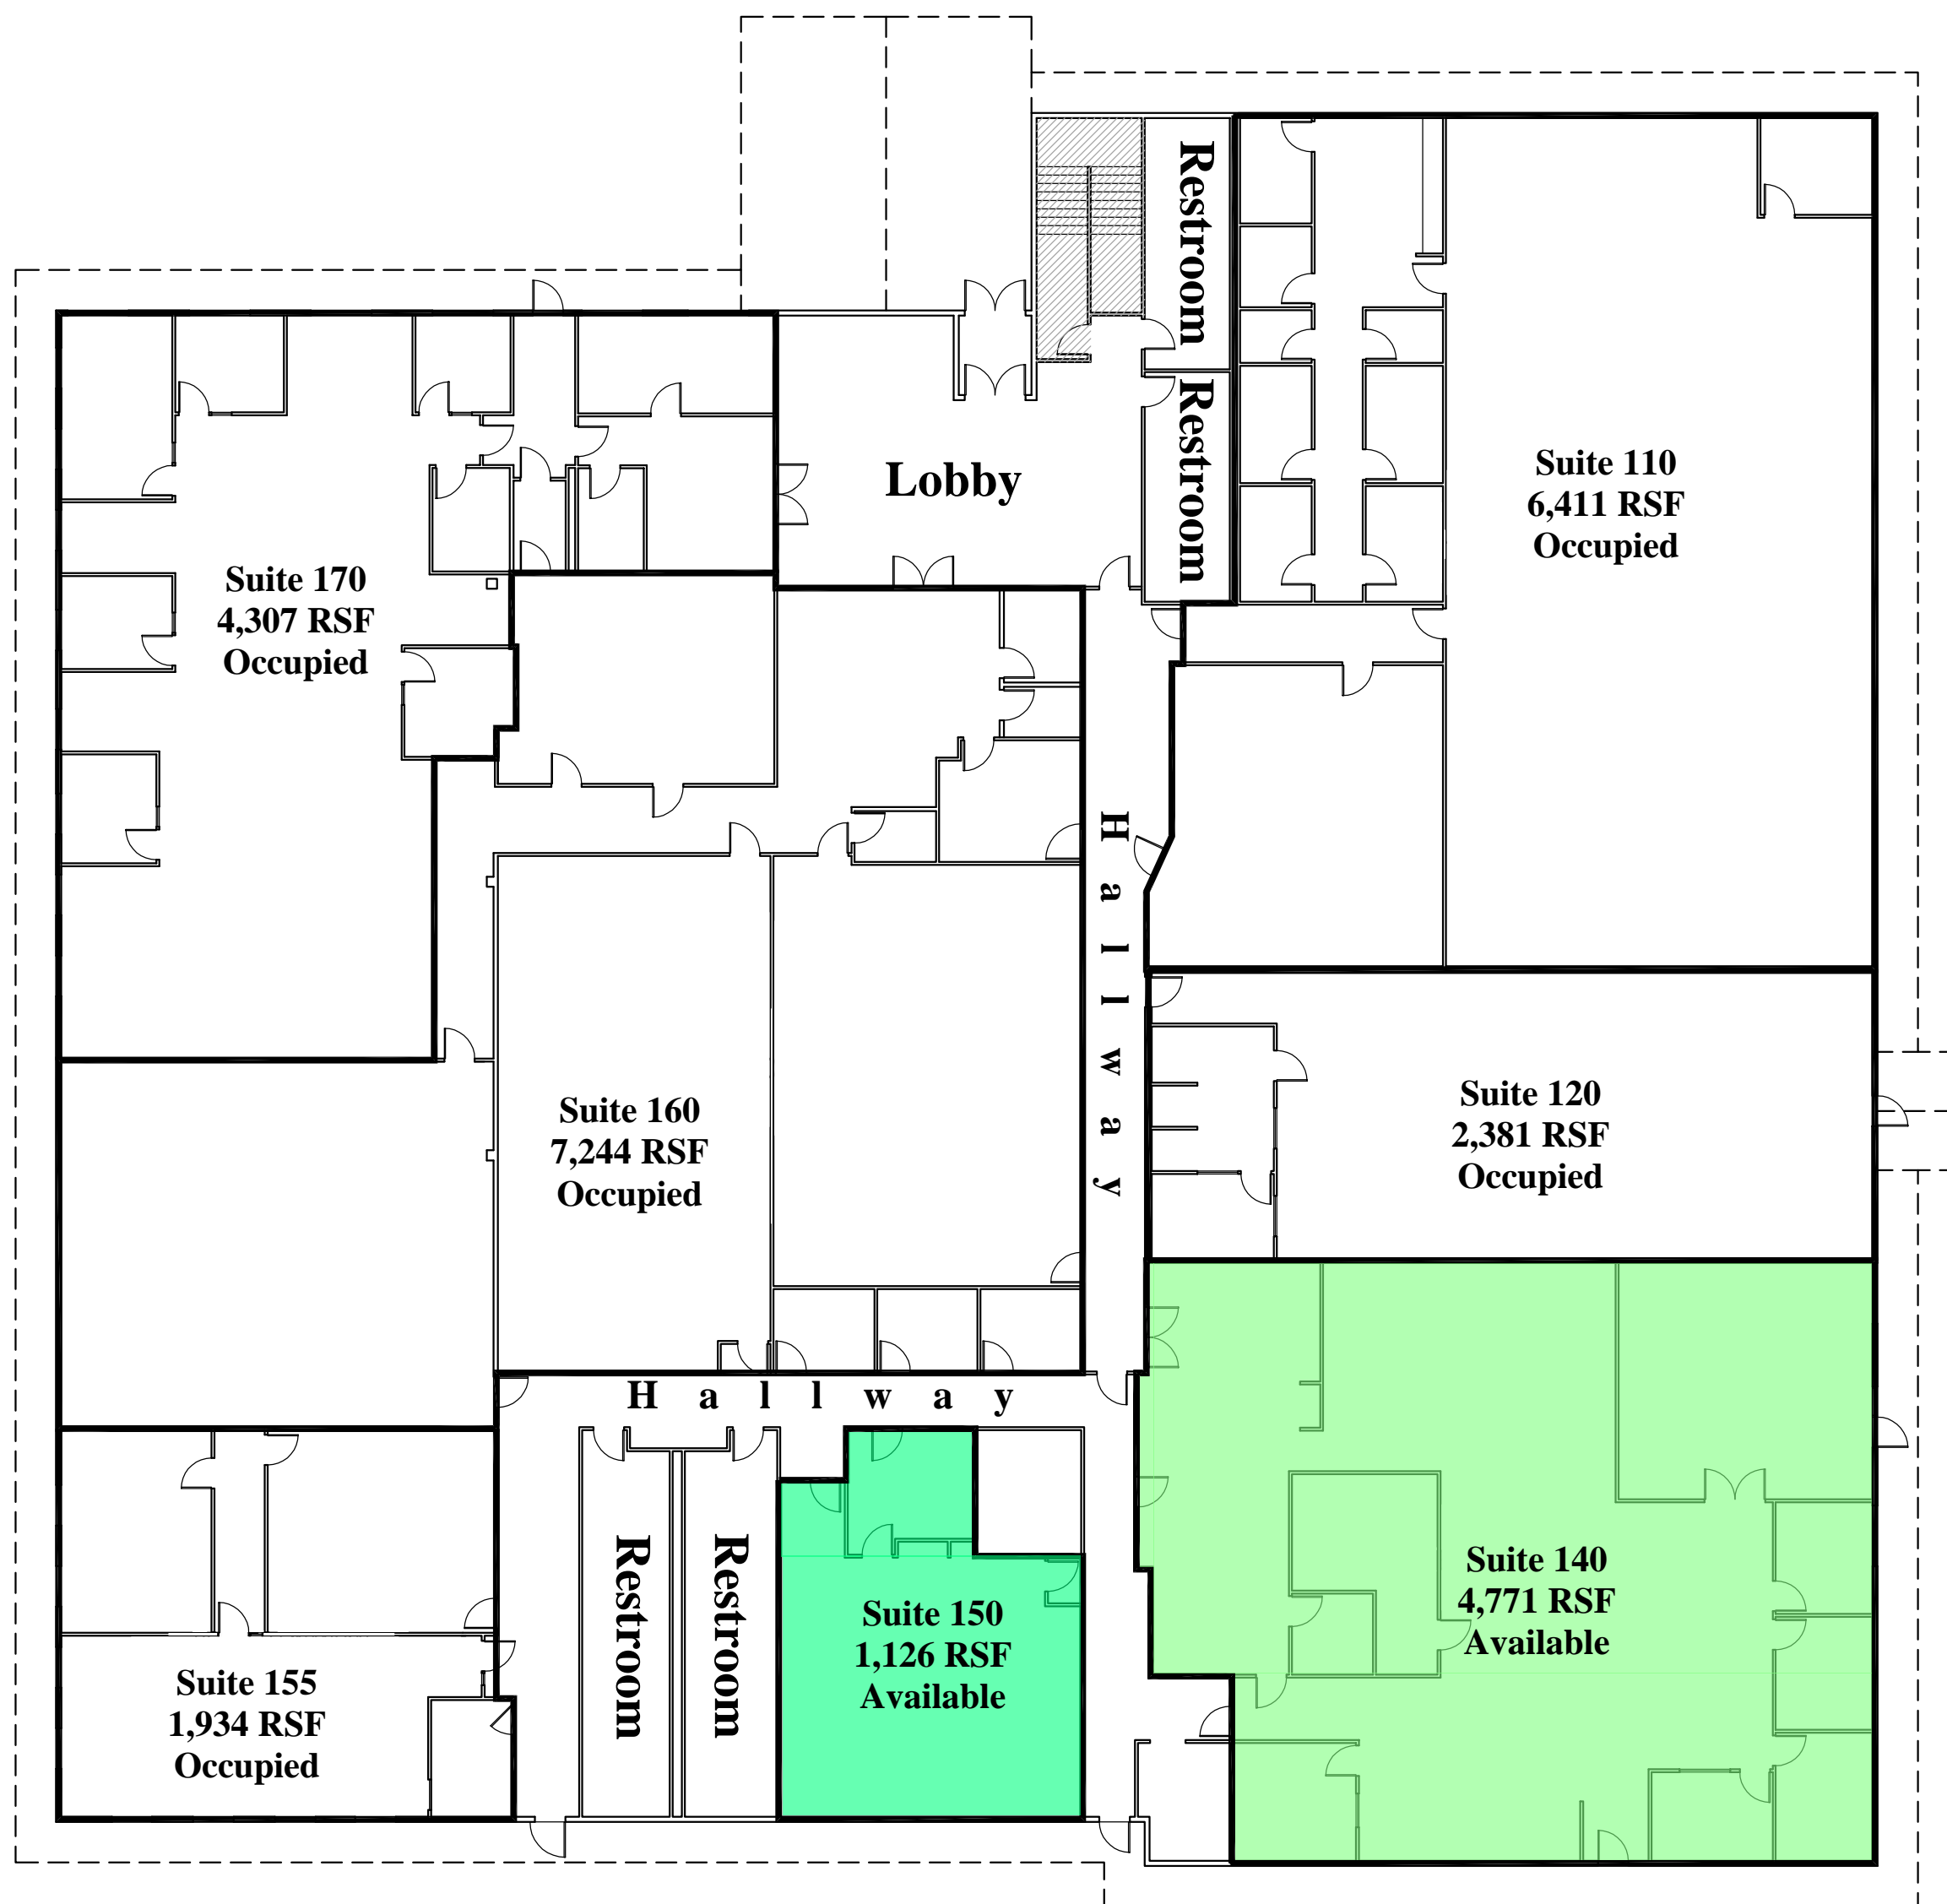 Restroom
Restroom
Lobby
Suite 110
6,411 RSF
Occupied
Suite 170
4,307 RSF
Occupied
Hallway
Suite 120
2,381 RSF
Occupied
Suite 160
7,244 RSF
Occupied
Hallway
Restroom
Restroom
Suite 150
1,126 RSF
Available
Suite 140
4,771 RSF
Available
Suite 155
1,934 RSF
Occupied